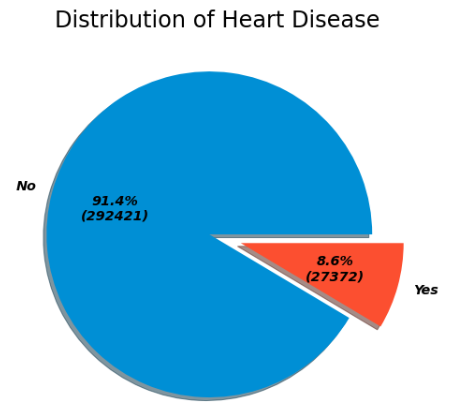 Distribution of Heart Disease
No
91.4%
(292421)
8.6%
(27372)
Yes